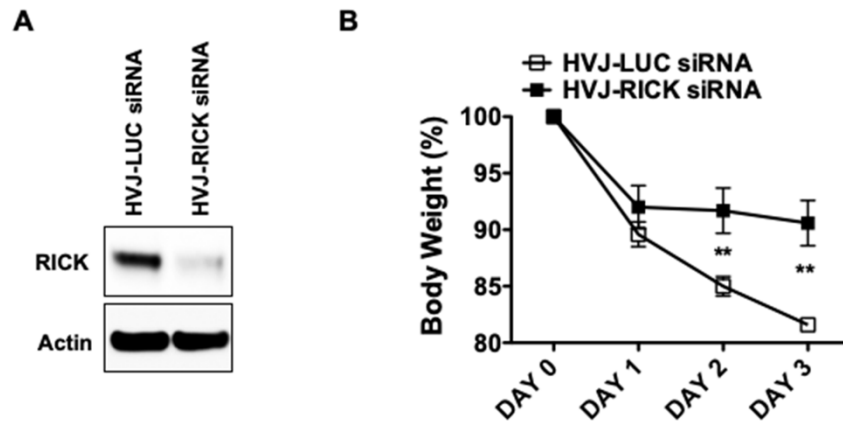 A
HVJ-LUC siRNA
HVJ-RICK siRNA
RICK
Actin
B
HVJ-LUC siRNA
HVJ-RICK siRNA
Body Weight (%)
100
95
90
85
80
**
**
DAY 0
DAY 1
DAY 2
DAY 3